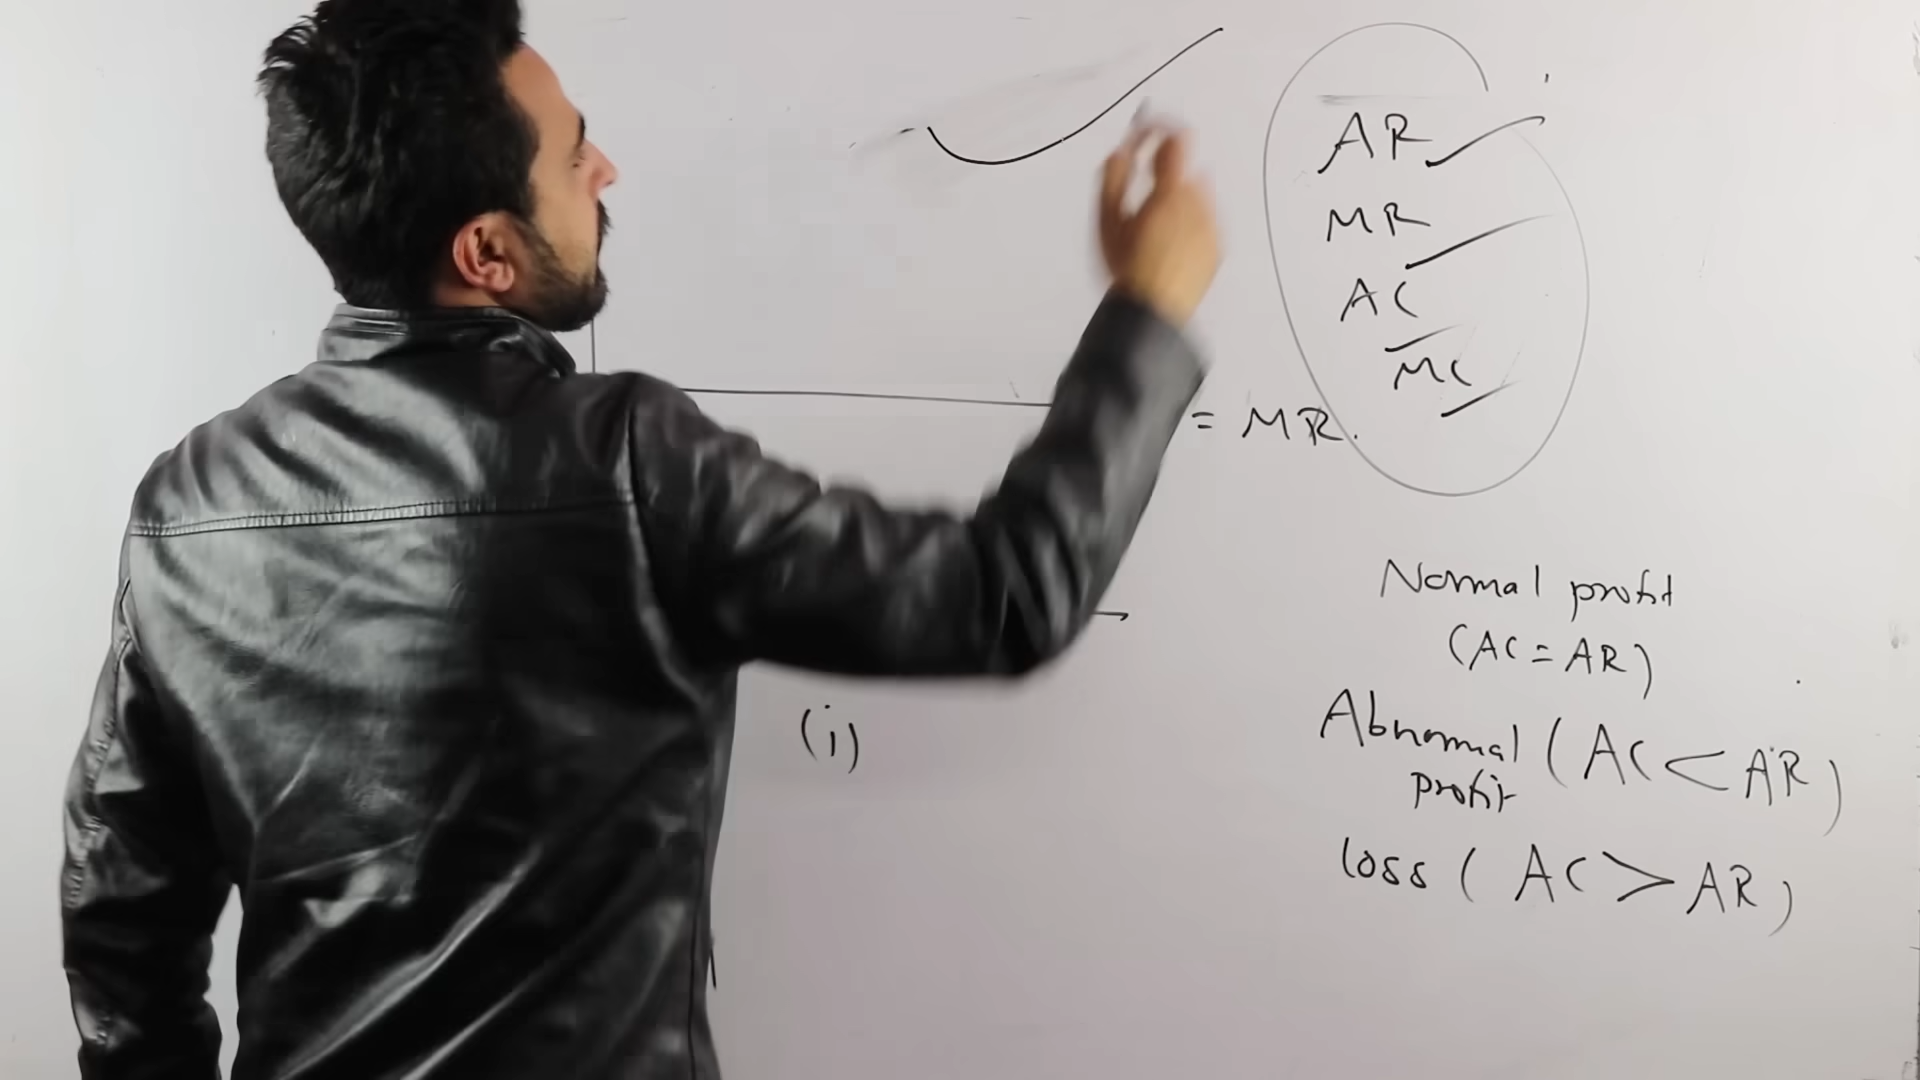 AR
MR
AC
MC
= MR.
Normal profit
(AC = AR)
Abnormal (AC < AR)
profit
(i)
loss (AC > AR)